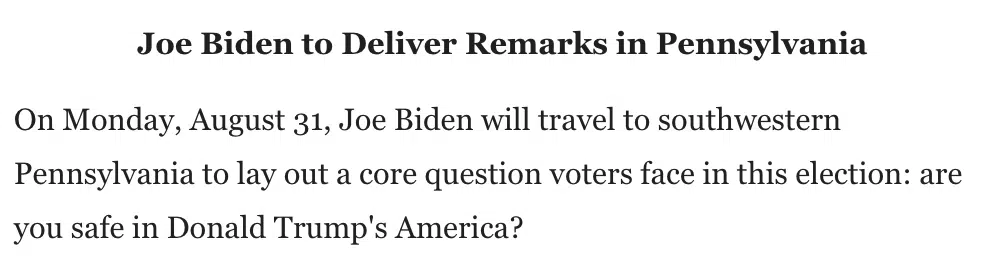 Joe Biden to Deliver Remarks in Pennsylvania
On Monday, August 31, Joe Biden will travel to southwestern
Pennsylvania to lay out a core question voters face in this election: are
you safe in Donald Trump's America?